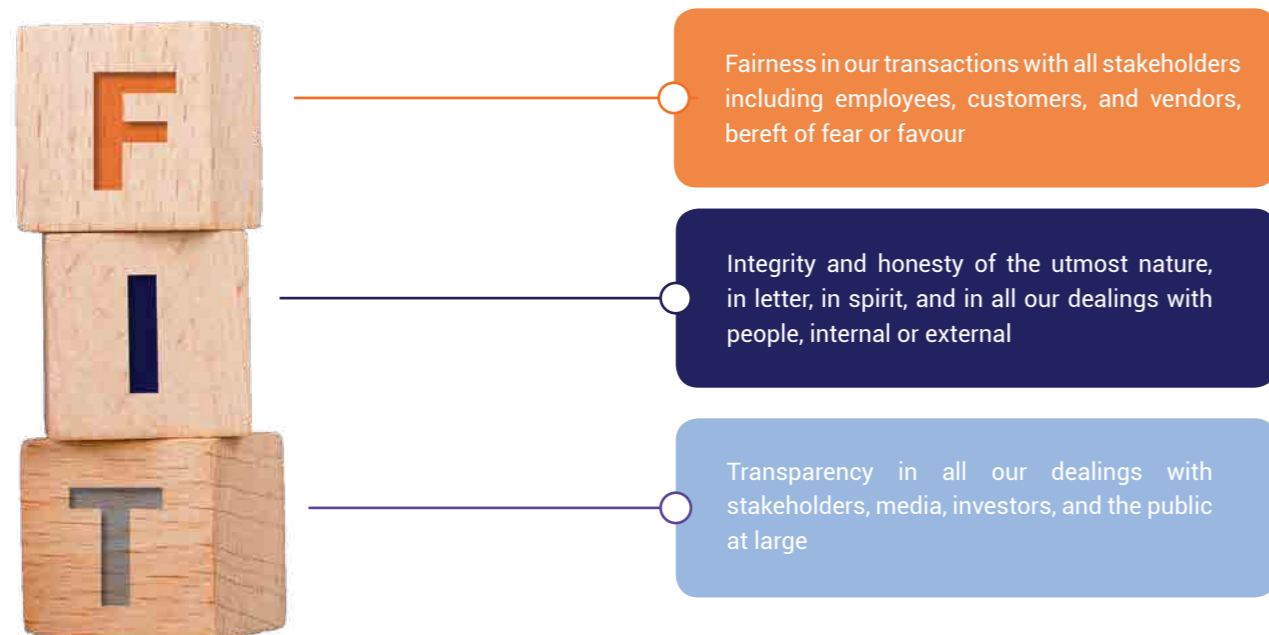 F
Fairness in our transactions with all stakeholders
including employees, customers, and vendors,
bereft of fear or favour
I
Integrity and honesty of the utmost nature,
in letter, in spirit, and in all our dealings with
people, internal or external
T
Transparency in all our dealings with
stakeholders, media, investors, and the public
at large